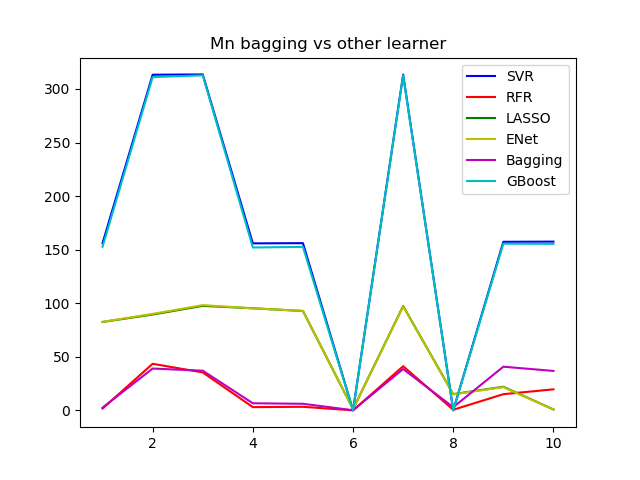 Mn bagging vs other learner
SVR
RFR
LASSO
ENet
Bagging
GBoost
300
250
200
150
100
50
0
2 4 6 8 10